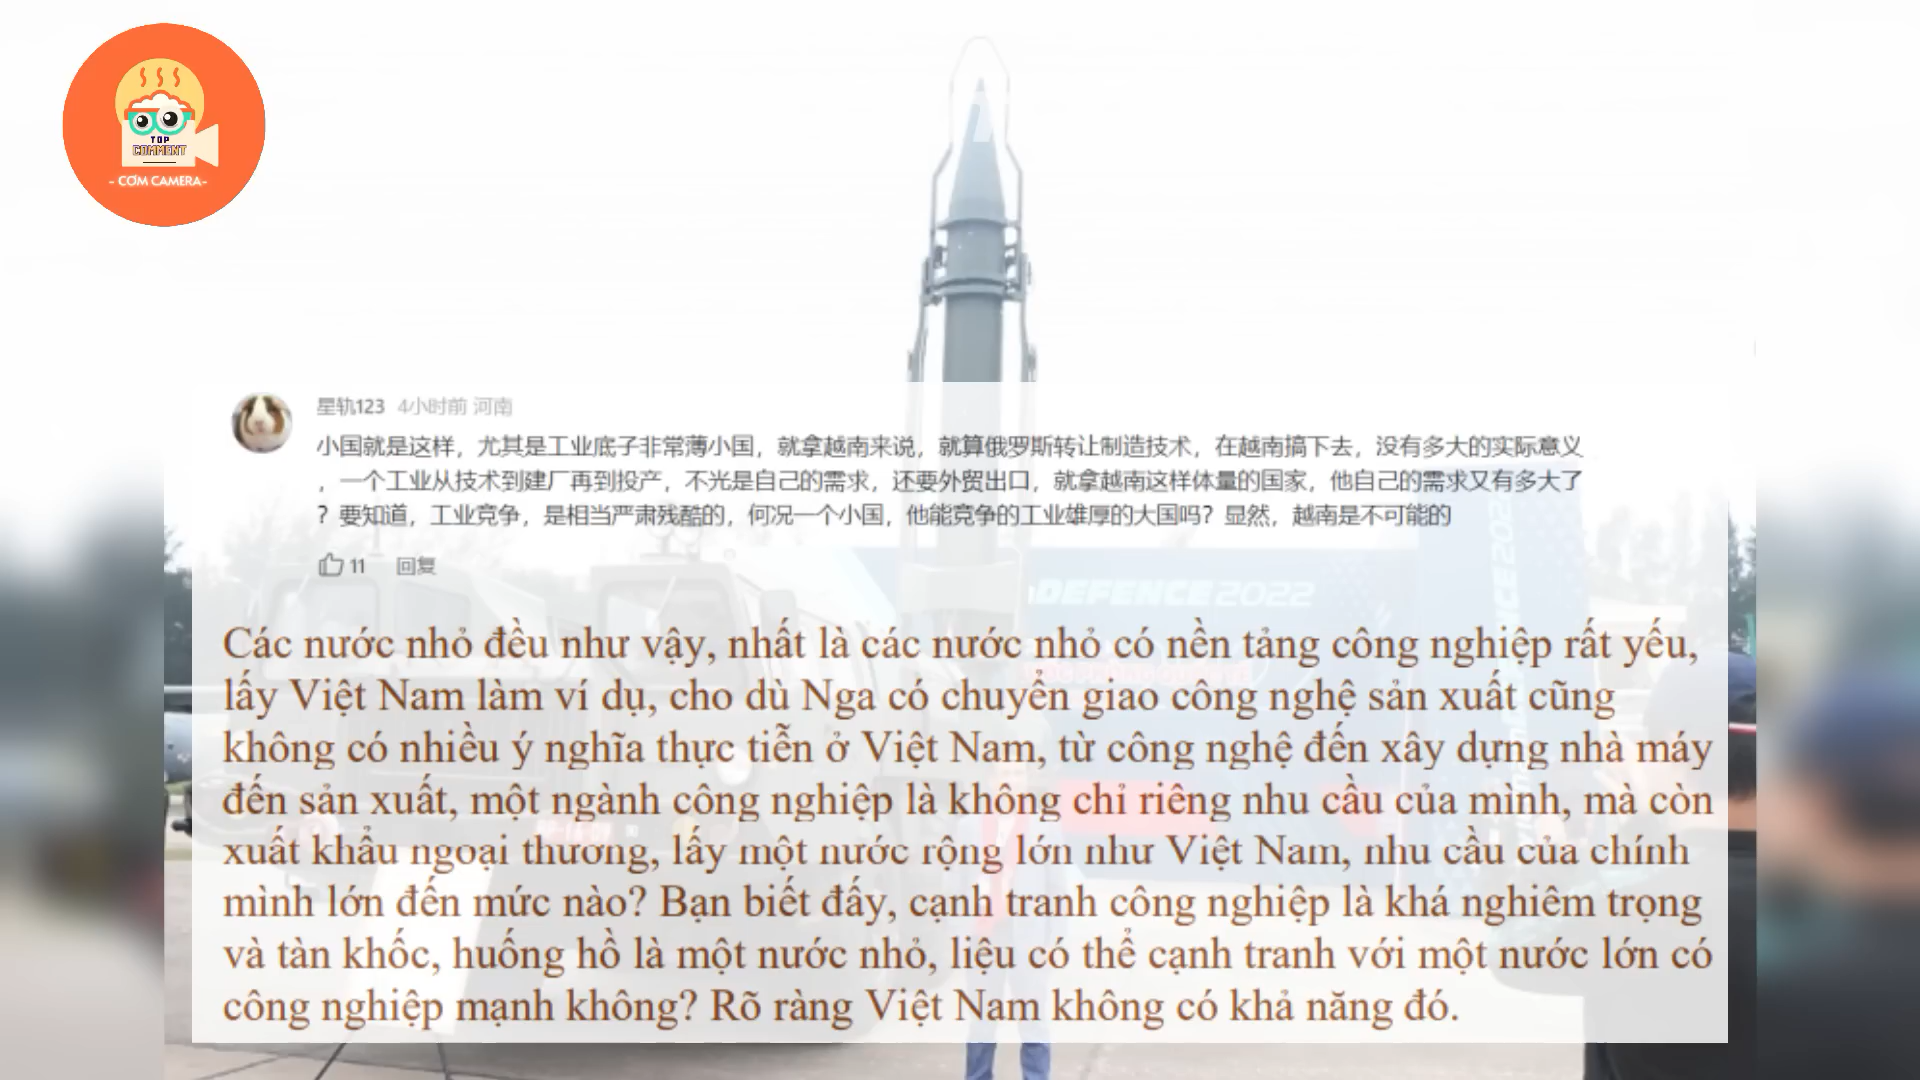 TOP
COMMENT
- CƠM CAMERA-
星轨123 4小时前 河南
小国就是这样，尤其是工业底子非常薄小国，就拿越南来说，就算俄罗斯转让制造技术，在越南搞下去，没有多大的实际意义
，一个工业从技术到建厂再到投产，不光是自己的需求，还要外贸出口，就拿越南这样体量的国家，他自己的需求又有多大了
？要知道，工业竞争，是相当严肃残酷的，何况一个小国，他能竞争的工业雄厚的大国吗？显然，越南是不可能的
11 回复
DEFENCE 2022
Các nước nhỏ đều như vậy, nhất là các nước nhỏ có nền tảng công nghiệp rất yếu,
lấy Việt Nam làm ví dụ, cho dù Nga có chuyển giao công nghệ sản xuất cũng
không có nhiều ý nghĩa thực tiễn ở Việt Nam, từ công nghệ đến xây dựng nhà máy
đến sản xuất, một ngành công nghiệp là không chỉ riêng nhu cầu của mình, mà còn
xuất khẩu ngoại thương, lấy một nước rộng lớn như Việt Nam, nhu cầu của chính
mình lớn đến mức nào? Bạn biết đấy, cạnh tranh công nghiệp là khá nghiêm trọng
và tàn khốc, huống hồ là một nước nhỏ, liệu có thể cạnh tranh với một nước lớn có
công nghiệp mạnh không? Rõ ràng Việt Nam không có khả năng đó.